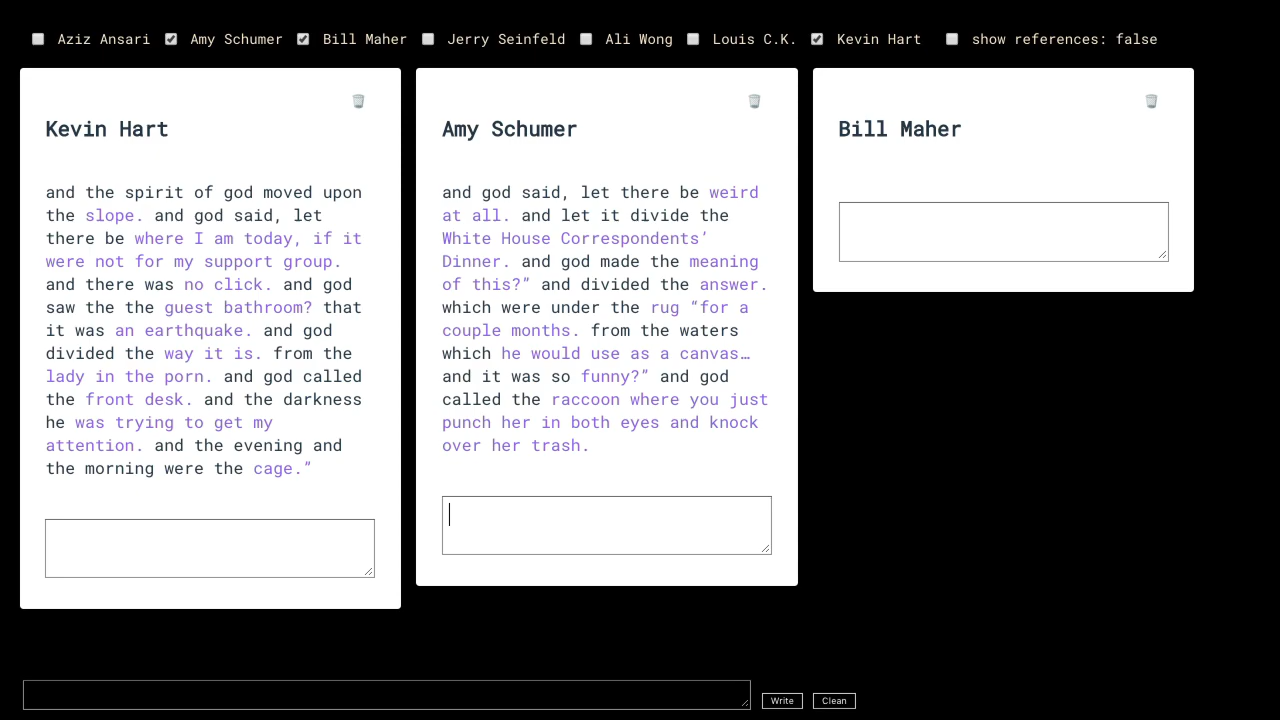 Aziz Ansari Amy Schumer Bill Maher Jerry Seinfeld Ali Wong Louis C.K. Kevin Hart show references: false
Kevin Hart
and the spirit of god moved upon
the slope. and god said, let
there be where I am today, if it
were not for my support group.
and there was no click. and god
saw the the guest bathroom? that
it was an earthquake. and god
divided the way it is. from the
lady in the porn. and god called
the front desk. and the darkness
he was trying to get my
attention. and the evening and
the morning were the cage.”
Amy Schumer
and god said, let there be weird
at all. and let it divide the
White House Correspondents’
Dinner. and god made the meaning
of this?” and divided the answer.
which were under the rug “for a
couple months. from the waters
which he would use as a canvas…
and it was so funny?” and god
called the raccoon where you just
punch her in both eyes and knock
over her trash.
Bill Maher
Write Clean